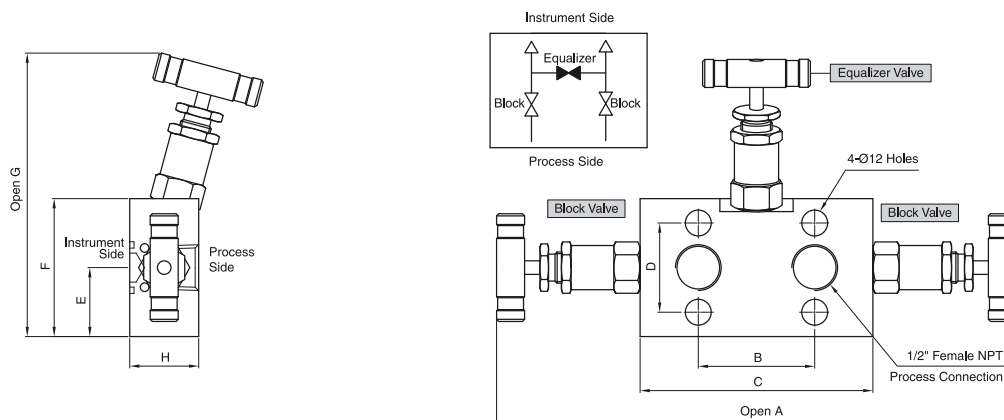 Open G
F
E
H
Instrument
Side
Process
Side
Instrument Side
Equalizer
Block
Block
Process Side
Equalizer Valve
4-Ø12 Holes
Block Valve
Block Valve
D
B
C
1/2" Female NPT
Process Connection
Open A